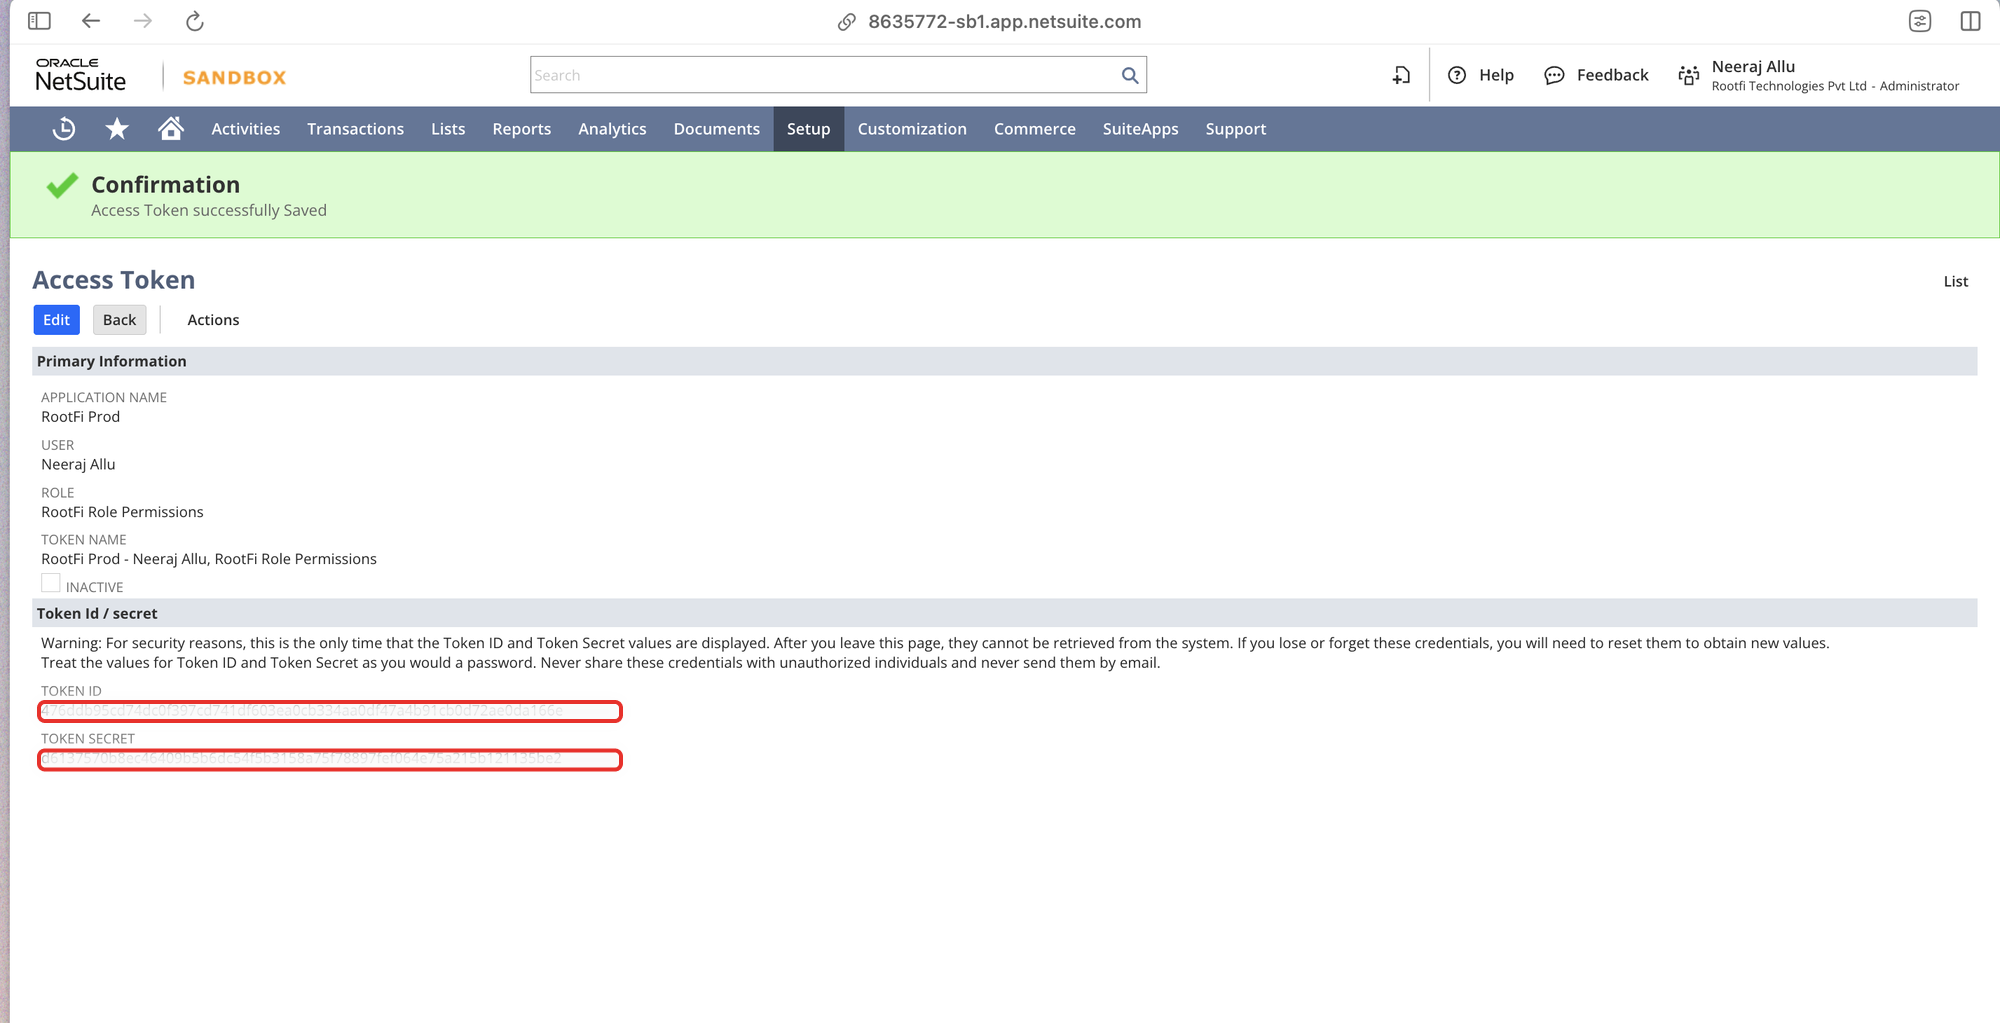 8635772-sb1.app.netsuite.com
ORACLE
NetSuite
SANDBOX
Search
Help
Feedback
Neeraj Allu
Rootfi Technologies Pvt Ltd - Administrator
Activities Transactions Lists Reports Analytics Documents Setup Customization Commerce SuiteApps Support
Confirmation
Access Token successfully Saved
Access Token
List
Edit Back Actions
Primary Information
APPLICATION NAME
RootFi Prod
USER
Neeraj Allu
ROLE
RootFi Role Permissions
TOKEN NAME
RootFi Prod - Neeraj Allu, RootFi Role Permissions
INACTIVE
Token Id / secret
Warning: For security reasons, this is the only time that the Token ID and Token Secret values are displayed. After you leave this page, they cannot be retrieved from the system. If you lose or forget these credentials, you will need to reset them to obtain new values.
Treat the values for Token ID and Token Secret as you would a password. Never share these credentials with unauthorized individuals and never send them by email.
TOKEN ID
TOKEN SECRET